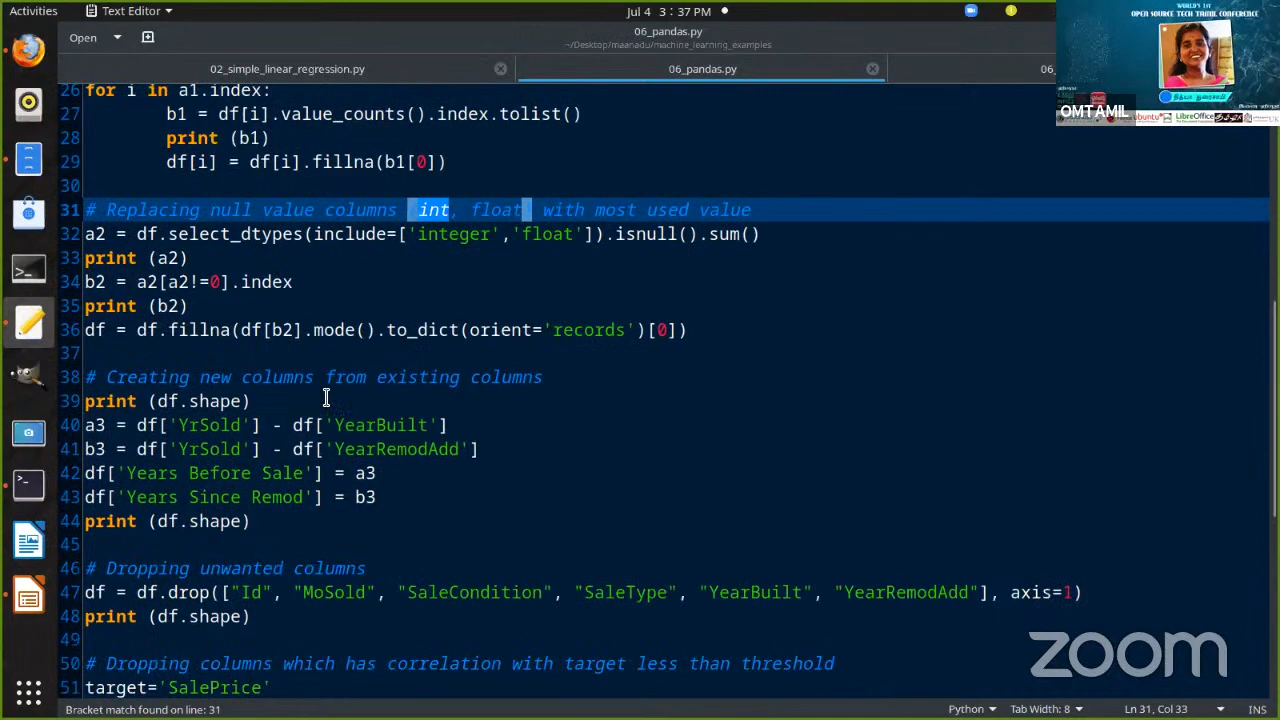 Activities
Text Editor
Jul 4 3:37 PM
Open
06_pandas.py
~/Desktop/maanadu/machine_learning_examples
WORLD'S 1ST
OPEN SOURCE TECH TAMIL CONFERENCE
நித்யா துரைசாமி
OMTAMIL
LibreOffice
02_simple_linear_regression.py
06_pandas.py
06_
26 for i in a1.index:
27 b1 = df[i].value_counts().index.tolist()
28 print (b1)
29 df[i] = df[i].fillna(b1[0])
30
31 # Replacing null value columns (int, float) with most used value
32 a2 = df.select_dtypes(include=['integer','float']).isnull().sum()
33 print (a2)
34 b2 = a2[a2!=0].index
35 print (b2)
36 df = df.fillna(df[b2].mode().to_dict(orient='records')[0])
37
38 # Creating new columns from existing columns
39 print (df.shape)
40 a3 = df['YrSold'] - df['YearBuilt']
41 b3 = df['YrSold'] - df['YearRemodAdd']
42 df['Years Before Sale'] = a3
43 df['Years Since Remod'] = b3
44 print (df.shape)
45
46 # Dropping unwanted columns
47 df = df.drop(["Id", "MoSold", "SaleCondition", "SaleType", "YearBuilt", "YearRemodAdd"], axis=1)
48 print (df.shape)
49
50 # Dropping columns which has correlation with target less than threshold
51 target='SalePrice'
zoom
Bracket match found on line: 31
Python
Tab Width: 8
Ln 31, Col 33
INS